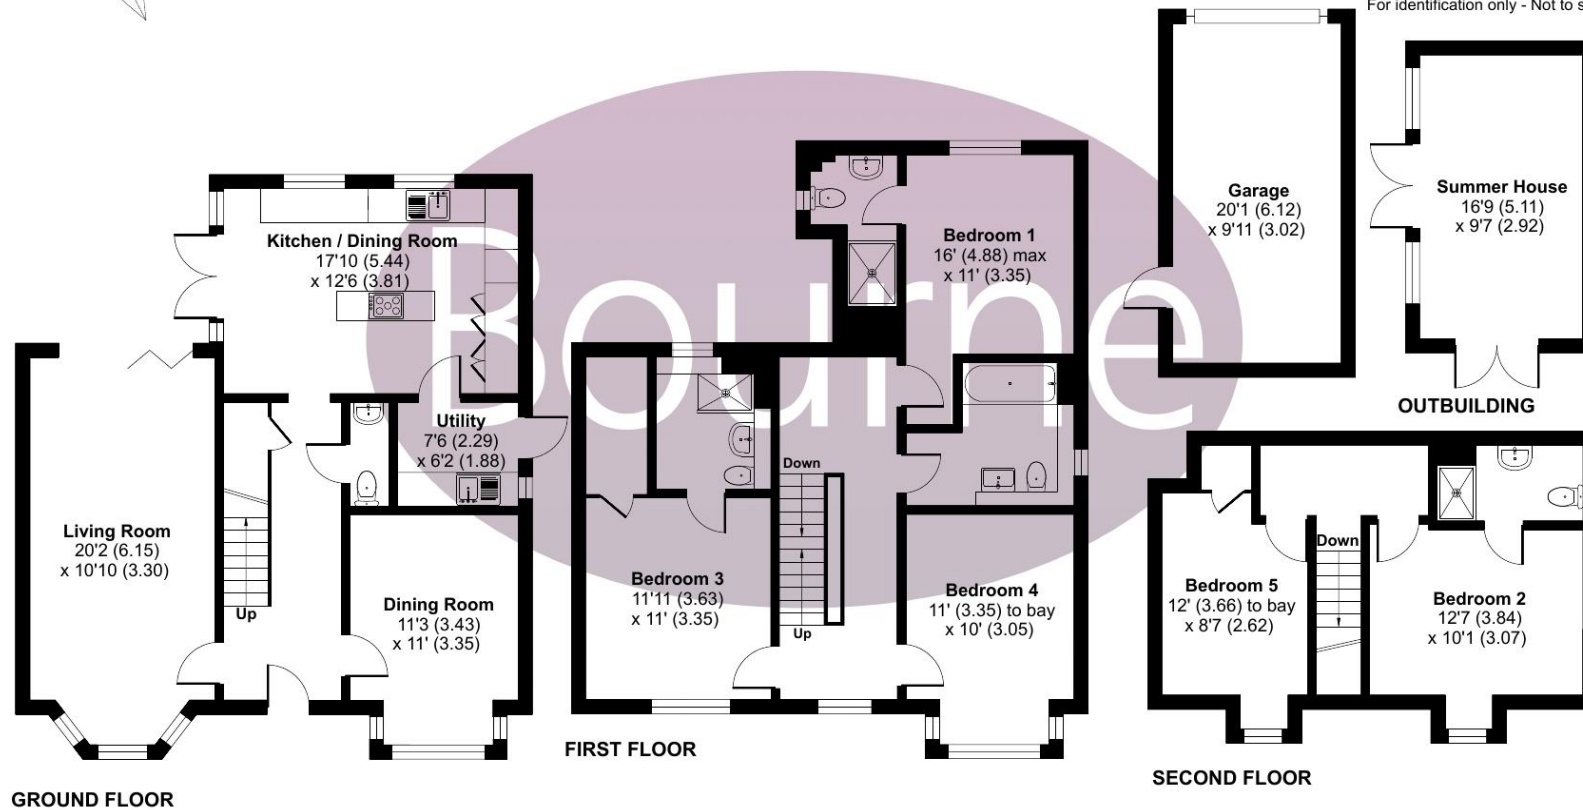 For identification only - Not to s
Bourne
Kitchen / Dining Room
17'10 (5.44)
x 12'6 (3.81)
Utility
7'6 (2.29)
x 6'2 (1.88)
Living Room
20'2 (6.15)
x 10'10 (3.30)
Up
Dining Room
11'3 (3.43)
x 11' (3.35)
GROUND FLOOR
Bedroom 1
16' (4.88) max
x 11' (3.35)
Down
Bedroom 3
11'11 (3.63)
x 11' (3.35)
Up
Bedroom 4
11' (3.35) to bay
x 10' (3.05)
FIRST FLOOR
Garage
20'1 (6.12)
x 9'11 (3.02)
Summer House
16'9 (5.11)
x 9'7 (2.92)
OUTBUILDING
Down
Bedroom 5
12' (3.66) to bay
x 8'7 (2.62)
Bedroom 2
12'7 (3.84)
x 10'1 (3.07)
SECOND FLOOR